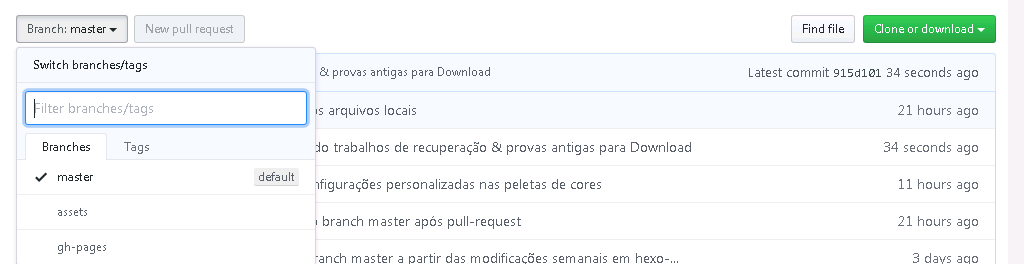 Branch: master New pull request Find file Clone or download
Switch branches/tags
& provas antigas para Download Latest commit 915d101 34 seconds ago
Filter branches/tags
os arquivos locais 21 hours ago
Branches Tags
do trabalhos de recuperação & provas antigas para Download 34 seconds ago
master default
nfigurações personalizadas nas peletas de cores 11 hours ago
assets
o branch master após pull-request 21 hours ago
gh-pages
branch master a partir das modificações semanais em hexo-... 3 days ago